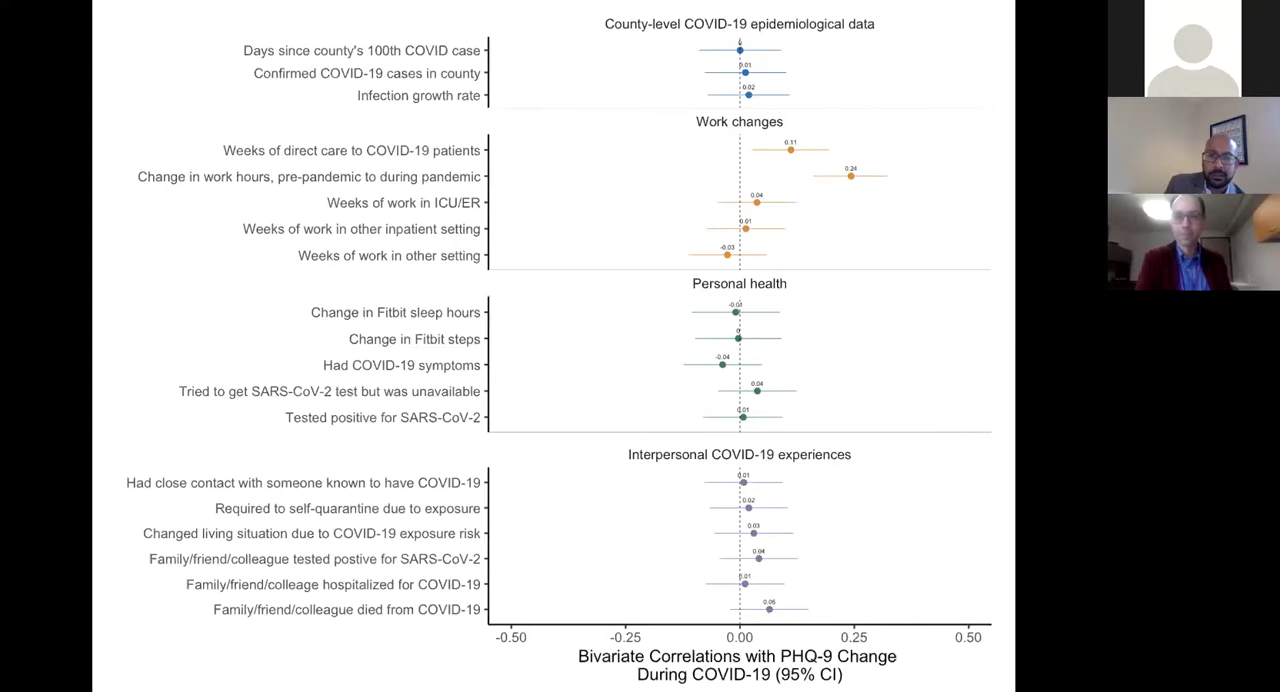 County-level COVID-19 epidemiological data
Days since county's 100th COVID case
0
Confirmed COVID-19 cases in county
0.01
Infection growth rate
0.02
Work changes
Weeks of direct care to COVID-19 patients
0.11
Change in work hours, pre-pandemic to during pandemic
0.24
Weeks of work in ICU/ER
0.04
Weeks of work in other inpatient setting
0.01
Weeks of work in other setting
-0.03
Personal health
Change in Fitbit sleep hours
Change in Fitbit steps
0
Had COVID-19 symptoms
-0.04
Tried to get SARS-CoV-2 test but was unavailable
0.04
Tested positive for SARS-CoV-2
0.01
Interpersonal COVID-19 experiences
Had close contact with someone known to have COVID-19
0.01
Required to self-quarantine due to exposure
0.02
Changed living situation due to COVID-19 exposure risk
0.03
Family/friend/colleague tested postive for SARS-CoV-2
0.04
Family/friend/colleage hospitalized for COVID-19
0.01
Family/friend/colleague died from COVID-19
-0.50 -0.25 0.00 0.25 0.50
Bivariate Correlations with PHQ-9 Change
During COVID-19 (95% CI)